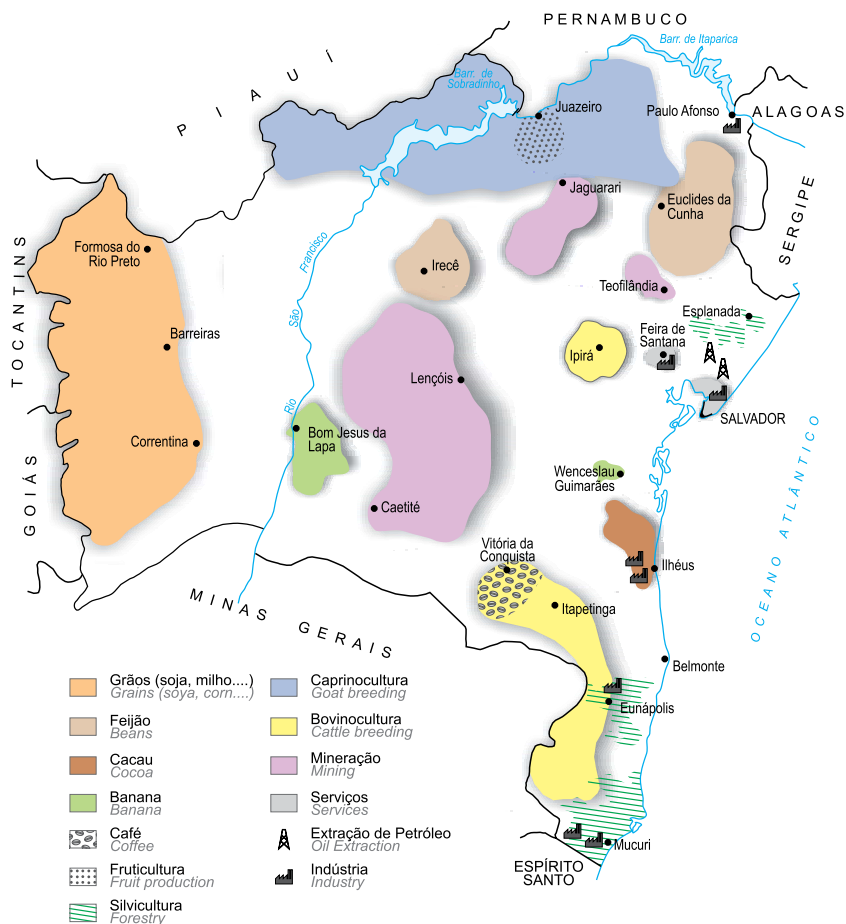 PERNAMBUCO
Barr. de Itaparica
PIAUÍ
Barr. de
Sobradinho
Juazeiro
Paulo Afonso
ALAGOAS
Jaguarari
Euclides da
Cunha
SERGIPE
Formosa do
Rio Preto
TOCANTINS
Rio São Francisco
Irecê
Teofilândia
Esplanada
Barreiras
Ipirá
Feira de
Santana
Lençóis
SALVADOR
Correntina
Bom Jesus da
Lapa
Wenceslau
Guimarães
GOIÁS
Caetité
OCEANO ATLÂNTICO
Vitória da
Conquista
Ilhéus
Itapetinga
MINAS GERAIS
Belmonte
Eunápolis
Mucuri
ESPÍRITO
SANTO
Grãos (soja, milho....)
Grains (soya, corn....)
Feijão
Beans
Cacau
Cocoa
Banana
Banana
Café
Coffee
Fruticultura
Fruit production
Silvicultura
Forestry
Caprinocultura
Goat breeding
Bovinocultura
Cattle breeding
Mineração
Mining
Serviços
Services
Extração de Petróleo
Oil Extraction
Indústria
Industry